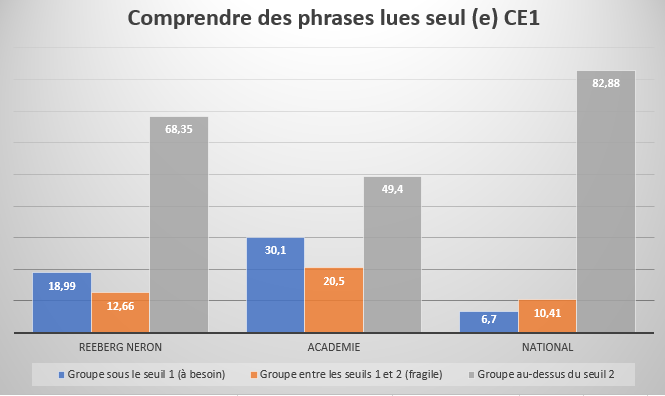 Comprendre des phrases lues seul (e) CE1
18,99
12,66
68,35
30,1
20,5
49,4
6,7
10,41
82,88
REEBERG NERON
ACADEMIE
NATIONAL
Groupe sous le seuil 1 (à besoin)
Groupe entre les seuils 1 et 2 (fragile)
Groupe au-dessus du seuil 2